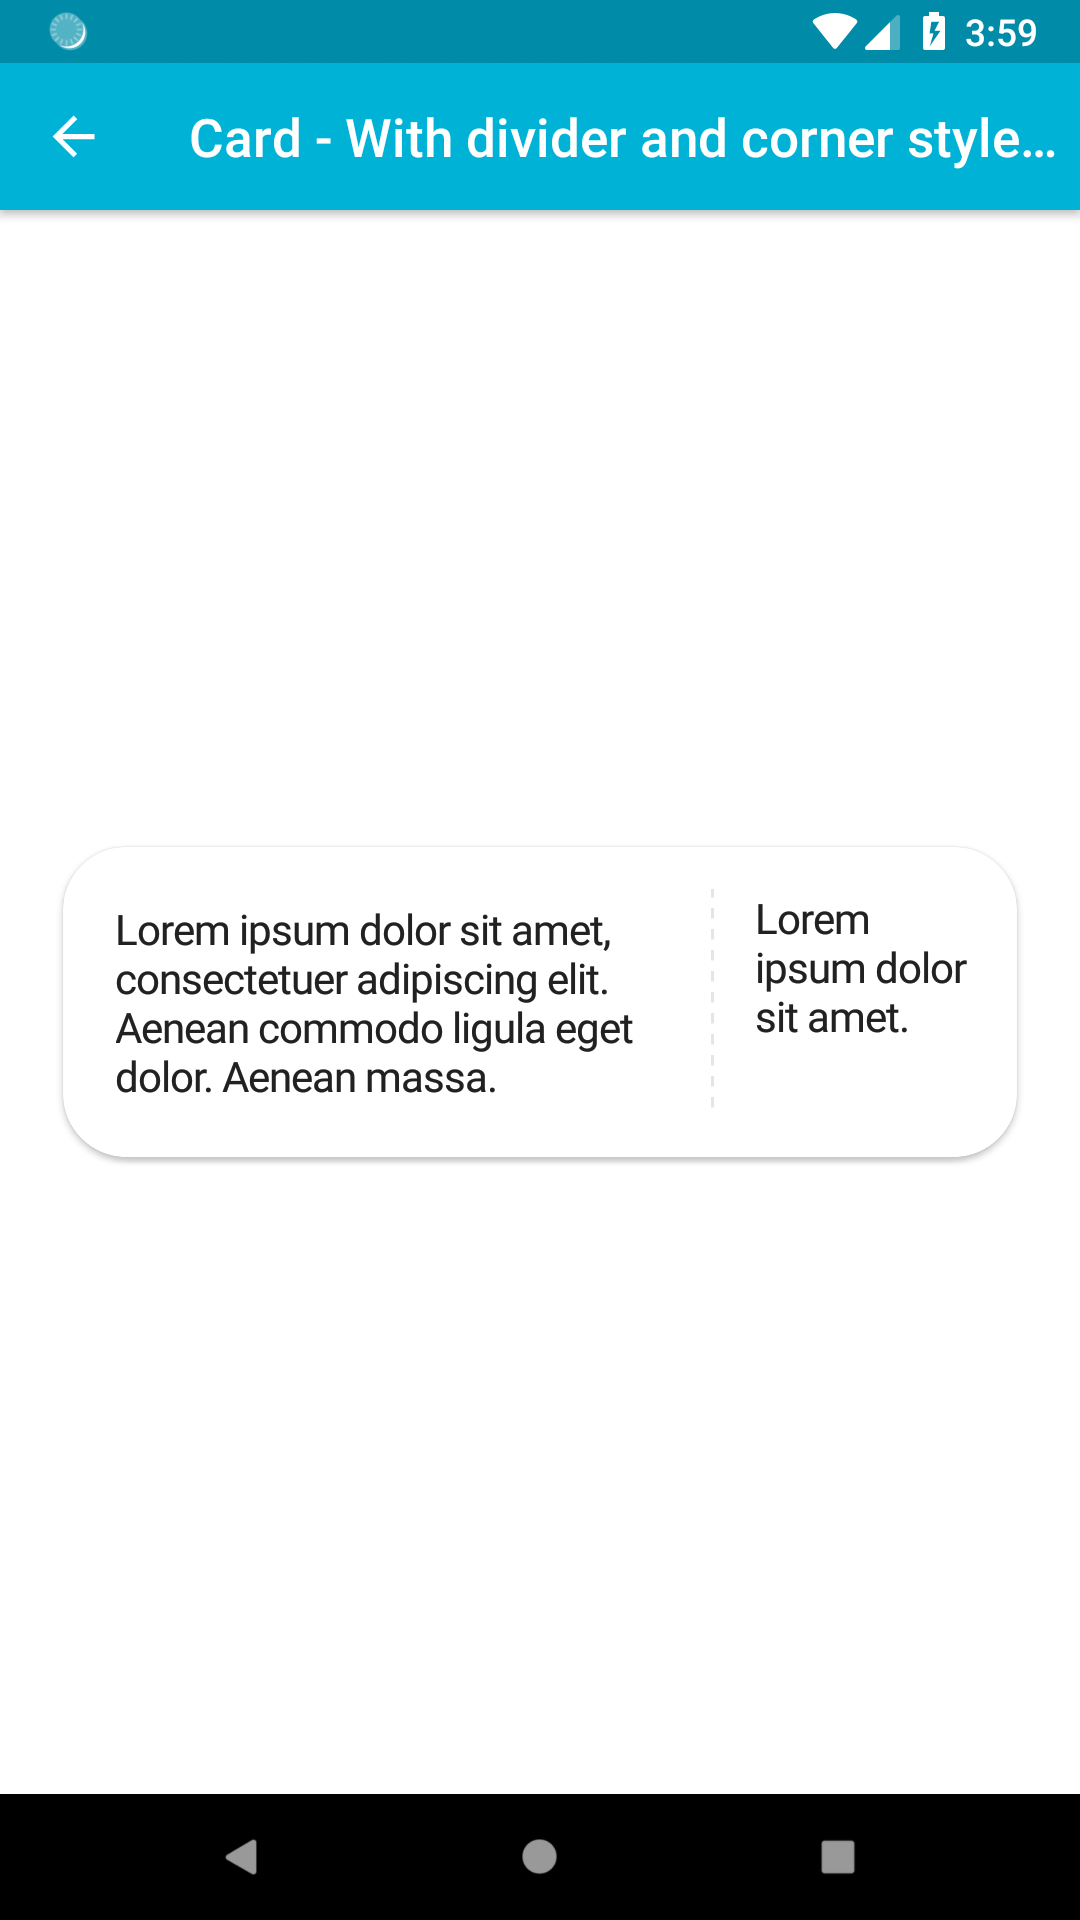 3:59
Card - With divider and corner style…
Lorem ipsum dolor sit amet,
consectetuer adipiscing elit.
Aenean commodo ligula eget
dolor. Aenean massa.
Lorem
ipsum dolor
sit amet.